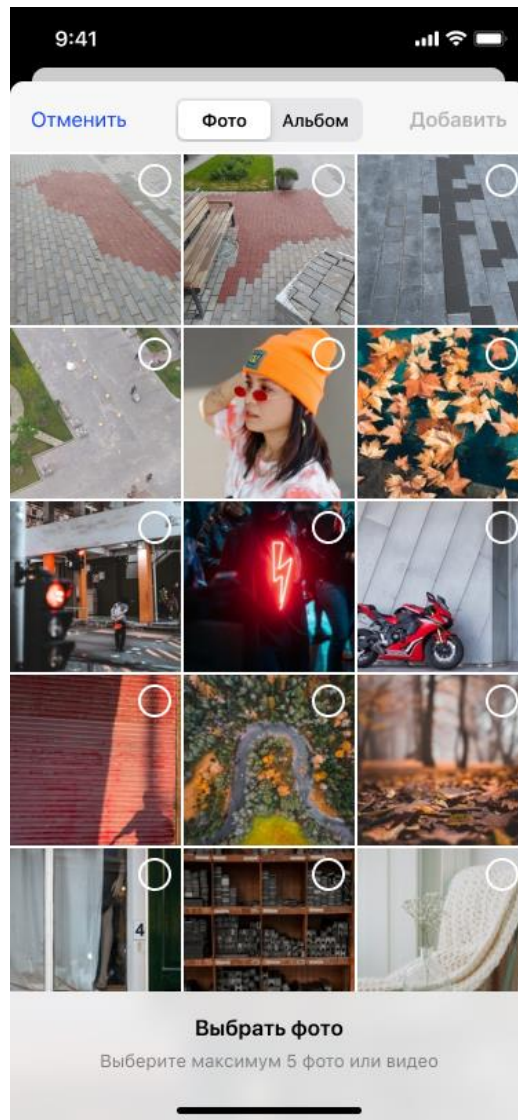 9:41
Отменить
Фото
Альбом
Добавить
4
Выбрать фото
Выберите максимум 5 фото или видео